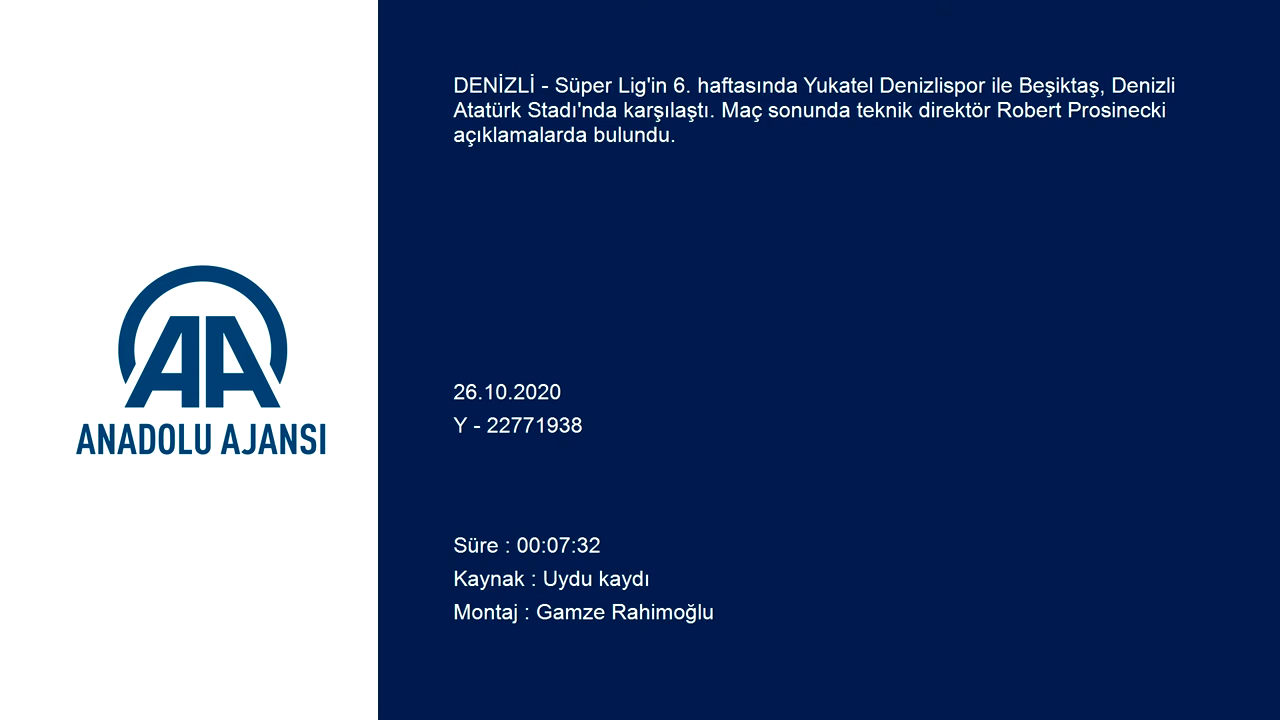 DENİZLİ - Süper Lig'in 6. haftasında Yukatel Denizlispor ile Beşiktaş, Denizli
Atatürk Stadı'nda karşılaştı. Maç sonunda teknik direktör Robert Prosinecki
açıklamalarda bulundu.
AA
ANADOLU AJANSI
26.10.2020
Y - 22771938
Süre : 00:07:32
Kaynak : Uydu kaydı
Montaj : Gamze Rahimoğlu